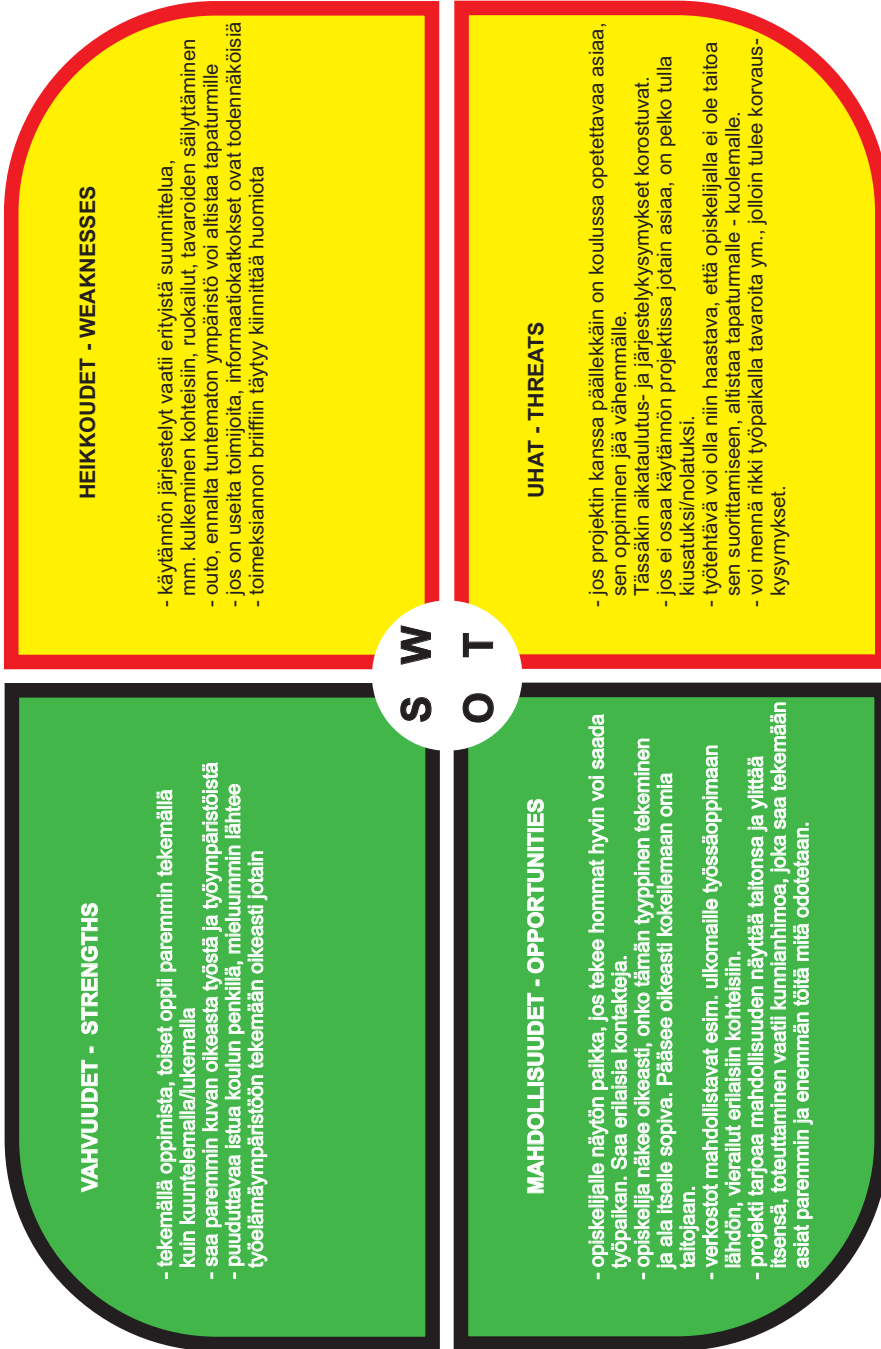 VAHVUUDET - STRENGTHS
- tekemällä oppimista, toiset oppii paremmin tekemällä
kuin kuuntelemalla/lukemalla
- saa paremmin kuvan oikeasta työstä ja työympäristöistä
- puuduttavaa istua koulun penkillä, mieluummin lähtee
työelämäympäristöön tekemään oikeasti jotain
HEIKKOUDET - WEAKNESSES
- käytännön järjestelyt vaatii erityistä suunnittelua,
mm. kulkeminen kohteisiin, ruokailut, tavaroiden säilyttäminen
- outo, ennalta tuntematon ympäristö voi altistaa tapaturmille
- jos on useita toimijoita, informaatiokatkokset ovat todennäköisiä
- toimeksiannon briiffiin täytyy kiinnittää huomiota
S W
O T
MAHDOLLISUUDET - OPPORTUNITIES
- opiskelijalle näytön paikka, jos tekee hommat hyvin voi saada
työpaikan. Saa erilaisia kontakteja.
- opiskelija näkee oikeasti, onko tämän tyyppinen tekeminen
ja ala itselle sopiva. Pääsee oikeasti kokeilemaan omia
taitojaan.
- verkostot mahdollistavat esim. ulkomaille työssäoppimaan
lähdön, vierailut erilaisiin kohteisiin.
- projekti tarjoaa mahdollisuuden näyttää taitonsa ja ylittää
itsensä, toteuttaminen vaatii kunnianhimoa, joka saa tekemään
asiat paremmin ja enemmän töitä mitä odotetaan.
UHAT - THREATS
- jos projektin kanssa päällekkäin on koulussa opetettavaa asiaa,
sen oppiminen jää vähemmälle.
Tässäkin aikataulutus- ja järjestelykysymykset korostuvat.
- jos ei osaa käytännön projektissa jotain asiaa, on pelko tulla
kiusatuksi/nolatuksi.
- työtehtävä voi olla niin haastava, että opiskelijalla ei ole taitoa
sen suorittamiseen, altistaa tapaturmalle - kuolemalle.
- voi mennä rikki työpaikalla tavaroita ym., jolloin tulee korvaus-
kysymykset.